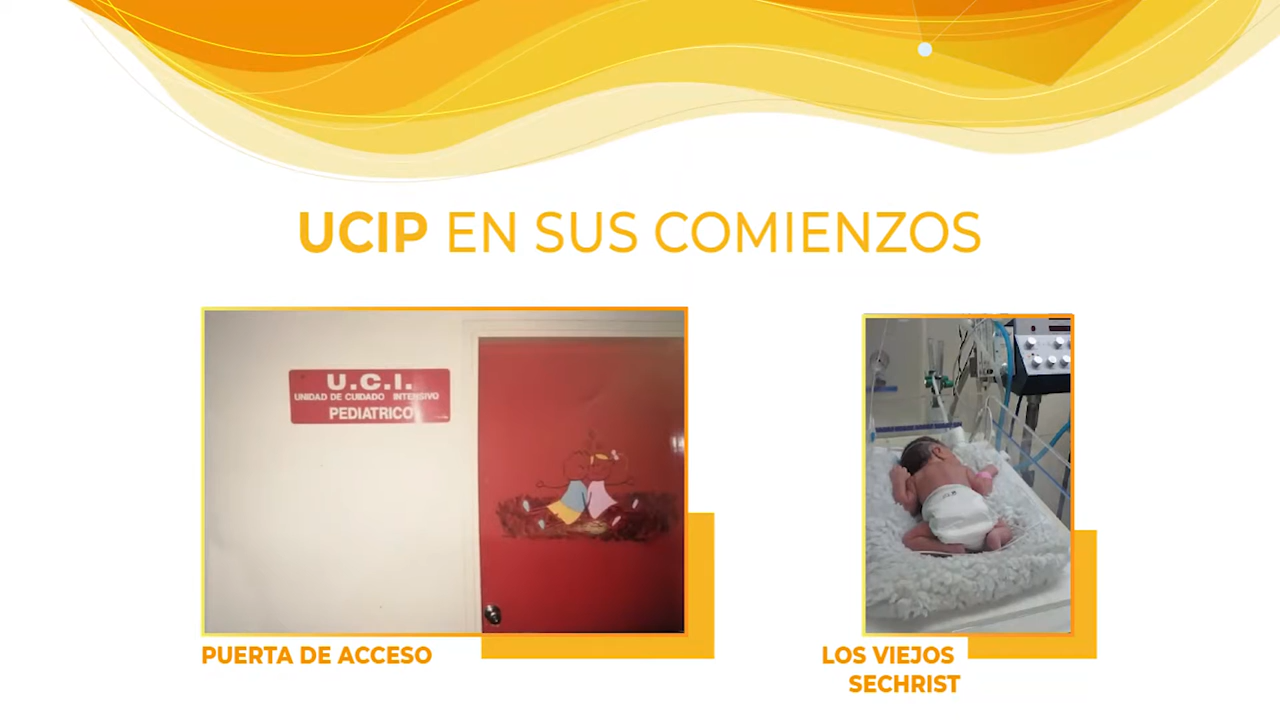 UCIP EN SUS COMIENZOS
U.C.I.
UNIDAD DE CUIDADO INTENSIVO
PEDIATRICO
PUERTA DE ACCESO
LOS VIEJOS
SECHRIST